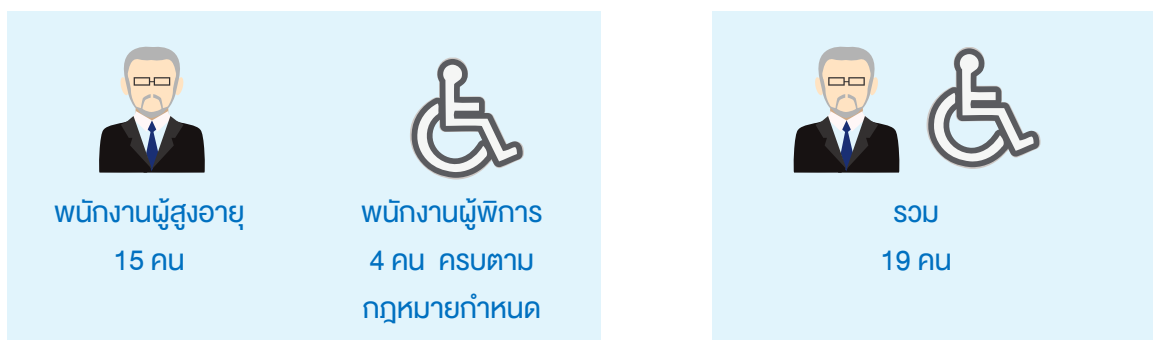 พนักงานผู้สูงอายุ
15 คน
พนักงานผู้พิการ
4 คน ครบตาม
กฎหมายกำหนด
รวม
19 คน